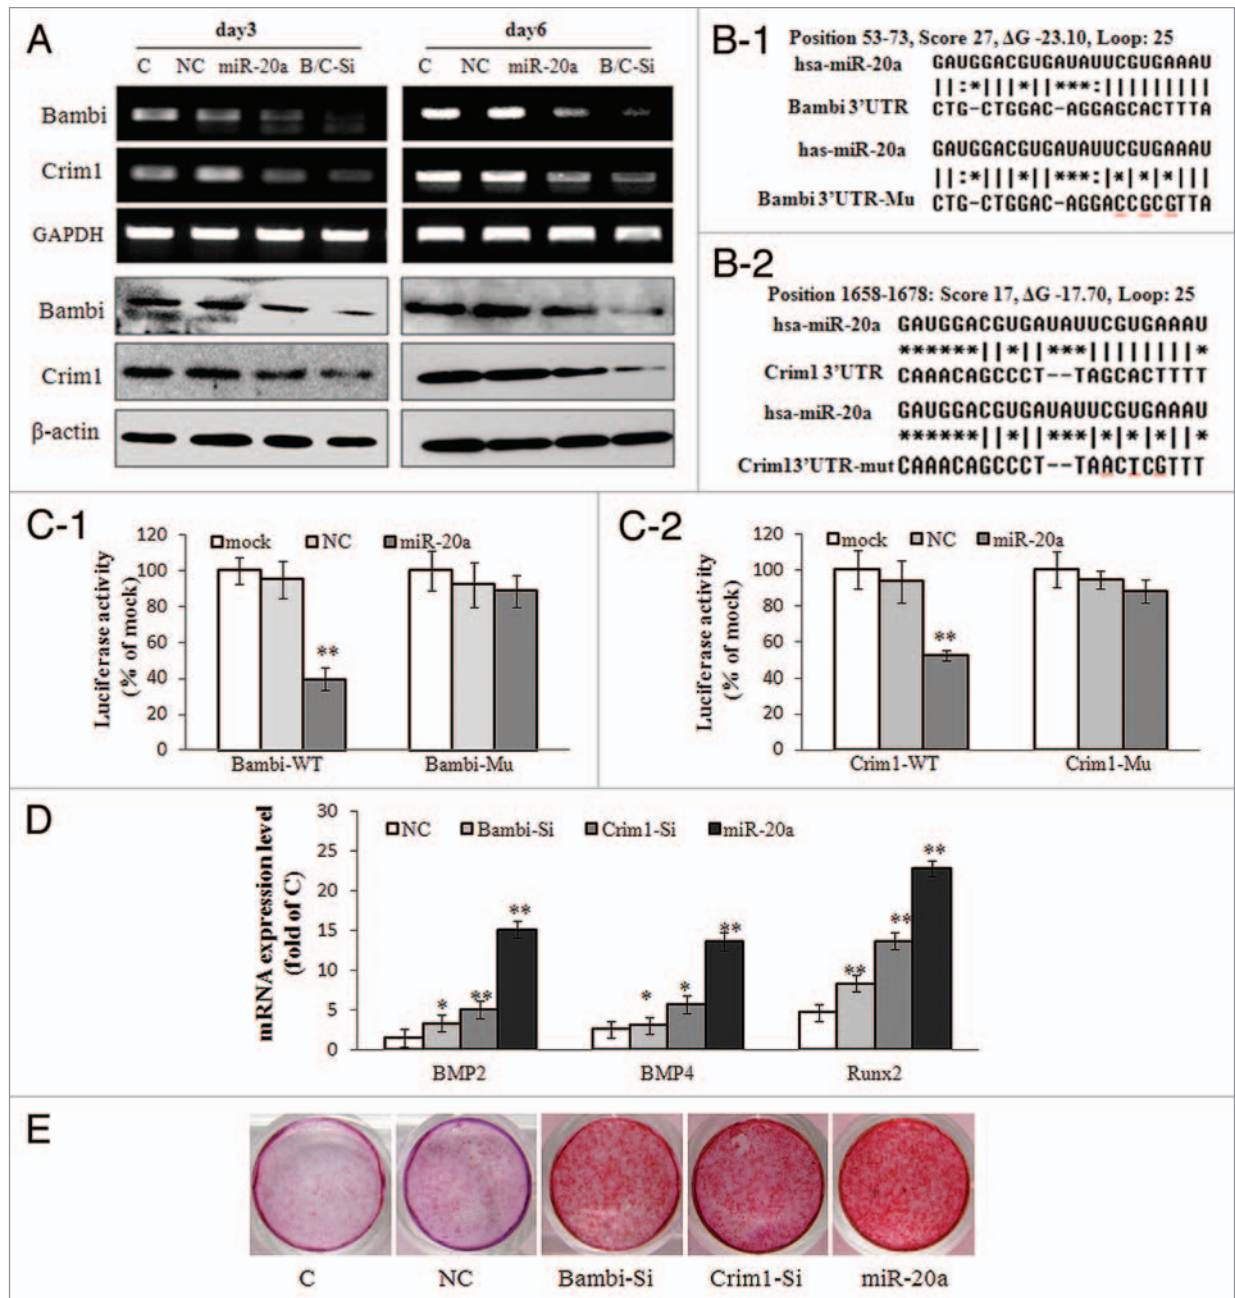 A
day3
day6
C NC miR-20a B/C-Si
C NC miR-20a B/C-Si
Bambi
Crim1
GAPDH
Bambi
Crim1
β-actin
B-1
Position 53-73, Score 27, ΔG -23.10, Loop: 25
hsa-miR-20a GAUGGACGUGAUAUUCGUGAAAU
||:*|||*||***:|||||||||
Bambi 3'UTR CTG-CTGGAC-AGGAGCACTTTA
has-miR-20a GAUGGACGUGAUAUUCGUGAAAU
||:*|||*||***:|*|*|*|||
Bambi 3'UTR-Mu CTG-CTGGAC-AGGACCGCGTTA
B-2
Position 1658-1678: Score 17, ΔG -17.70, Loop: 25
hsa-miR-20a GAUGGACGUGAUAUUCGUGAAAU
******||*||***||||||||*
Crim1 3'UTR CAAACAGCCCT--TAGCACTTTT
hsa-miR-20a GAUGGACGUGAUAUUCGUGAAAU
******||*||***|*|*|*||*
Crim13'UTR-mut CAAACAGCCCT--TAACTCGTTT
C-1
Luciferase activity
(% of mock)
120
100
80
60
40
20
0
mock NC miR-20a
**
Bambi-WT Bambi-Mu
C-2
Luciferase activity
(% of mock)
120
100
80
60
40
20
0
mock NC miR-20a
**
Crim1-WT Crim1-Mu
D
mRNA expression level
(fold of C)
30
25
20
15
10
5
0
NC Bambi-Si Crim1-Si miR-20a
* ** **
* * **
** ** **
BMP2 BMP4 Runx2
E
C NC Bambi-Si Crim1-Si miR-20a